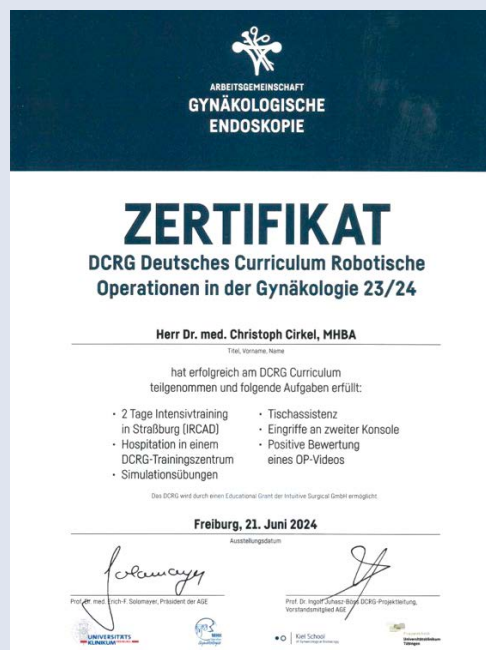 ARBEITSGEMEINSCHAFT
GYNÄKOLOGISCHE
ENDOSKOPIE
ZERTIFIKAT
DCRG Deutsches Curriculum Robotische
Operationen in der Gynäkologie 23/24
Herr Dr. med. Christoph Cirkel, MHBA
Titel, Vorname, Name
hat erfolgreich am DCRG Curriculum
teilgenommen und folgende Aufgaben erfüllt:
· 2 Tage Intensivtraining
in Straßburg (IRCAD)
· Hospitation in einem
DCRG-Trainingszentrum
· Simulationsübungen
· Tischassistenz
· Eingriffe an zweiter Konsole
· Positive Bewertung
eines OP-Videos
Das DCRG wird durch einen Educational Grant der Intuitive Surgical GmbH ermöglicht.
Freiburg, 21. Juni 2024
Ausstellungsdatum
Prof. Dr. med. Erich-F. Solomayer, Präsident der AGE
Prof. Dr. Ingolf Juhasz-Böss DCRG-Projektleitung,
Vorstandsmitglied AGE
UNIVERSITÄTS
KLINIKUM
Kiel School
Universitätsklinikum
Tübingen